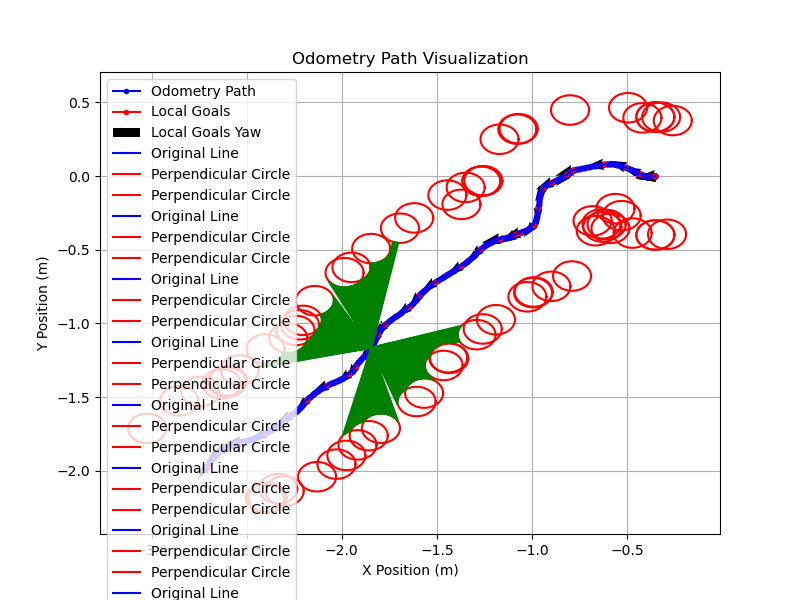 Odometry Path Visualization
Y Position (m)
0.5
0.0
−0.5
−1.0
−1.5
−2.0
Odometry Path
Local Goals
Local Goals Yaw
Original Line
Perpendicular Circle
Perpendicular Circle
Original Line
Perpendicular Circle
Perpendicular Circle
Original Line
Perpendicular Circle
Perpendicular Circle
Original Line
Perpendicular Circle
Perpendicular Circle
Original Line
Perpendicular Circle
Perpendicular Circle
Original Line
Perpendicular Circle
Perpendicular Circle
Original Line
Perpendicular Circle
Perpendicular Circle
Original Line
−2.0 −1.5 −1.0 −0.5
X Position (m)